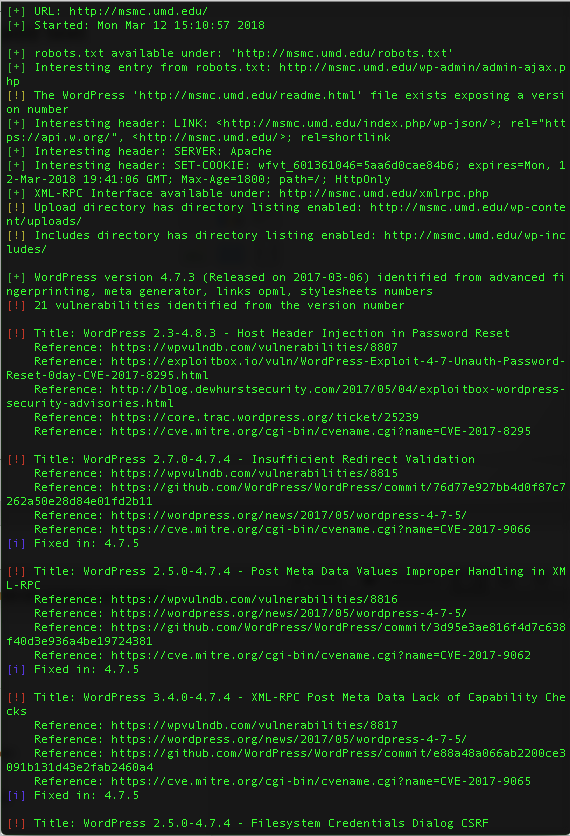 [+] URL: http://msmc.umd.edu/
[+] Started: Mon Mar 12 15:10:57 2018

[+] robots.txt available under: 'http://msmc.umd.edu/robots.txt'
[+] Interesting entry from robots.txt: http://msmc.umd.edu/wp-admin/admin-ajax.p
hp
[!] The WordPress 'http://msmc.umd.edu/readme.html' file exists exposing a versi
on number
[+] Interesting header: LINK: <http://msmc.umd.edu/index.php/wp-json/>; rel="htt
ps://api.w.org/", <http://msmc.umd.edu/>; rel=shortlink
[+] Interesting header: SERVER: Apache
[+] Interesting header: SET-COOKIE: wfvt_601361046=5aa6d0cae84b6; expires=Mon, 1
2-Mar-2018 19:41:06 GMT; Max-Age=1800; path=/; HttpOnly
[+] XML-RPC Interface available under: http://msmc.umd.edu/xmlrpc.php
[!] Upload directory has directory listing enabled: http://msmc.umd.edu/wp-conte
nt/uploads/
[!] Includes directory has directory listing enabled: http://msmc.umd.edu/wp-inc
ludes/

[+] WordPress version 4.7.3 (Released on 2017-03-06) identified from advanced fi
ngerprinting, meta generator, links opml, stylesheets numbers
[!] 21 vulnerabilities identified from the version number

[!] Title: WordPress 2.3-4.8.3 - Host Header Injection in Password Reset
    Reference: https://wpvulndb.com/vulnerabilities/8807
    Reference: https://exploitbox.io/vuln/WordPress-Exploit-4-7-Unauth-Password-
Reset-0day-CVE-2017-8295.html
    Reference: http://blog.dewhurstsecurity.com/2017/05/04/exploitbox-wordpress-
security-advisories.html
    Reference: https://core.trac.wordpress.org/ticket/25239
    Reference: https://cve.mitre.org/cgi-bin/cvename.cgi?name=CVE-2017-8295

[!] Title: WordPress 2.7.0-4.7.4 - Insufficient Redirect Validation
    Reference: https://wpvulndb.com/vulnerabilities/8815
    Reference: https://github.com/WordPress/WordPress/commit/76d77e927bb4d0f87c7
262a50e28d84e01fd2b11
    Reference: https://wordpress.org/news/2017/05/wordpress-4-7-5/
    Reference: https://cve.mitre.org/cgi-bin/cvename.cgi?name=CVE-2017-9066
[i] Fixed in: 4.7.5

[!] Title: WordPress 2.5.0-4.7.4 - Post Meta Data Values Improper Handling in XM
L-RPC
    Reference: https://wpvulndb.com/vulnerabilities/8816
    Reference: https://wordpress.org/news/2017/05/wordpress-4-7-5/
    Reference: https://github.com/WordPress/WordPress/commit/3d95e3ae816f4d7c638
f40d3e936a4be19724381
    Reference: https://cve.mitre.org/cgi-bin/cvename.cgi?name=CVE-2017-9062
[i] Fixed in: 4.7.5

[!] Title: WordPress 3.4.0-4.7.4 - XML-RPC Post Meta Data Lack of Capability Che
cks
    Reference: https://wpvulndb.com/vulnerabilities/8817
    Reference: https://wordpress.org/news/2017/05/wordpress-4-7-5/
    Reference: https://github.com/WordPress/WordPress/commit/e88a48a066ab2200ce3
091b131d43e2fab2460a4
    Reference: https://cve.mitre.org/cgi-bin/cvename.cgi?name=CVE-2017-9065
[i] Fixed in: 4.7.5

[!] Title: WordPress 2.5.0-4.7.4 - Filesystem Credentials Dialog CSRF